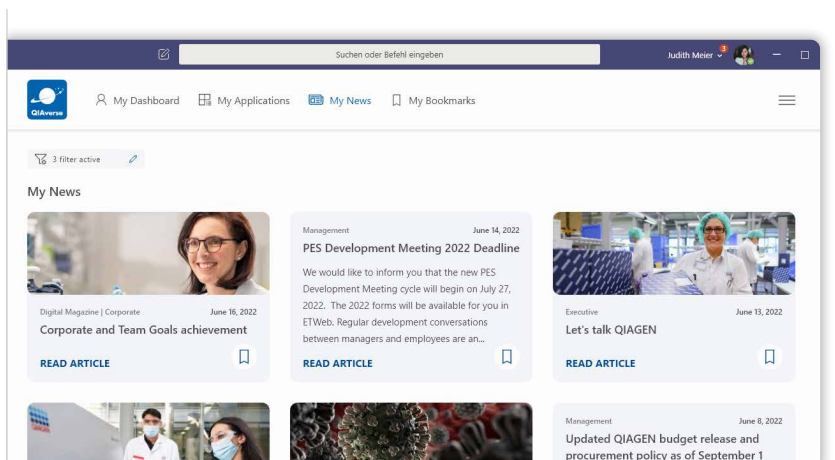 Suchen oder Befehl eingeben
Judith Meier
3
QIAverse
My Dashboard
My Applications
My News
My Bookmarks
3 filter active
My News
Digital Magazine | Corporate
June 16, 2022
Corporate and Team Goals achievement
READ ARTICLE
Management
June 14, 2022
PES Development Meeting 2022 Deadline
We would like to inform you that the new PES
Development Meeting cycle will begin on July 27,
2022. The 2022 forms will be available for you in
ETWeb. Regular development conversations
between managers and employees are an...
READ ARTICLE
Executive
June 13, 2022
Let's talk QIAGEN
READ ARTICLE
Management
June 8, 2022
Updated QIAGEN budget release and
procurement policy as of September 1